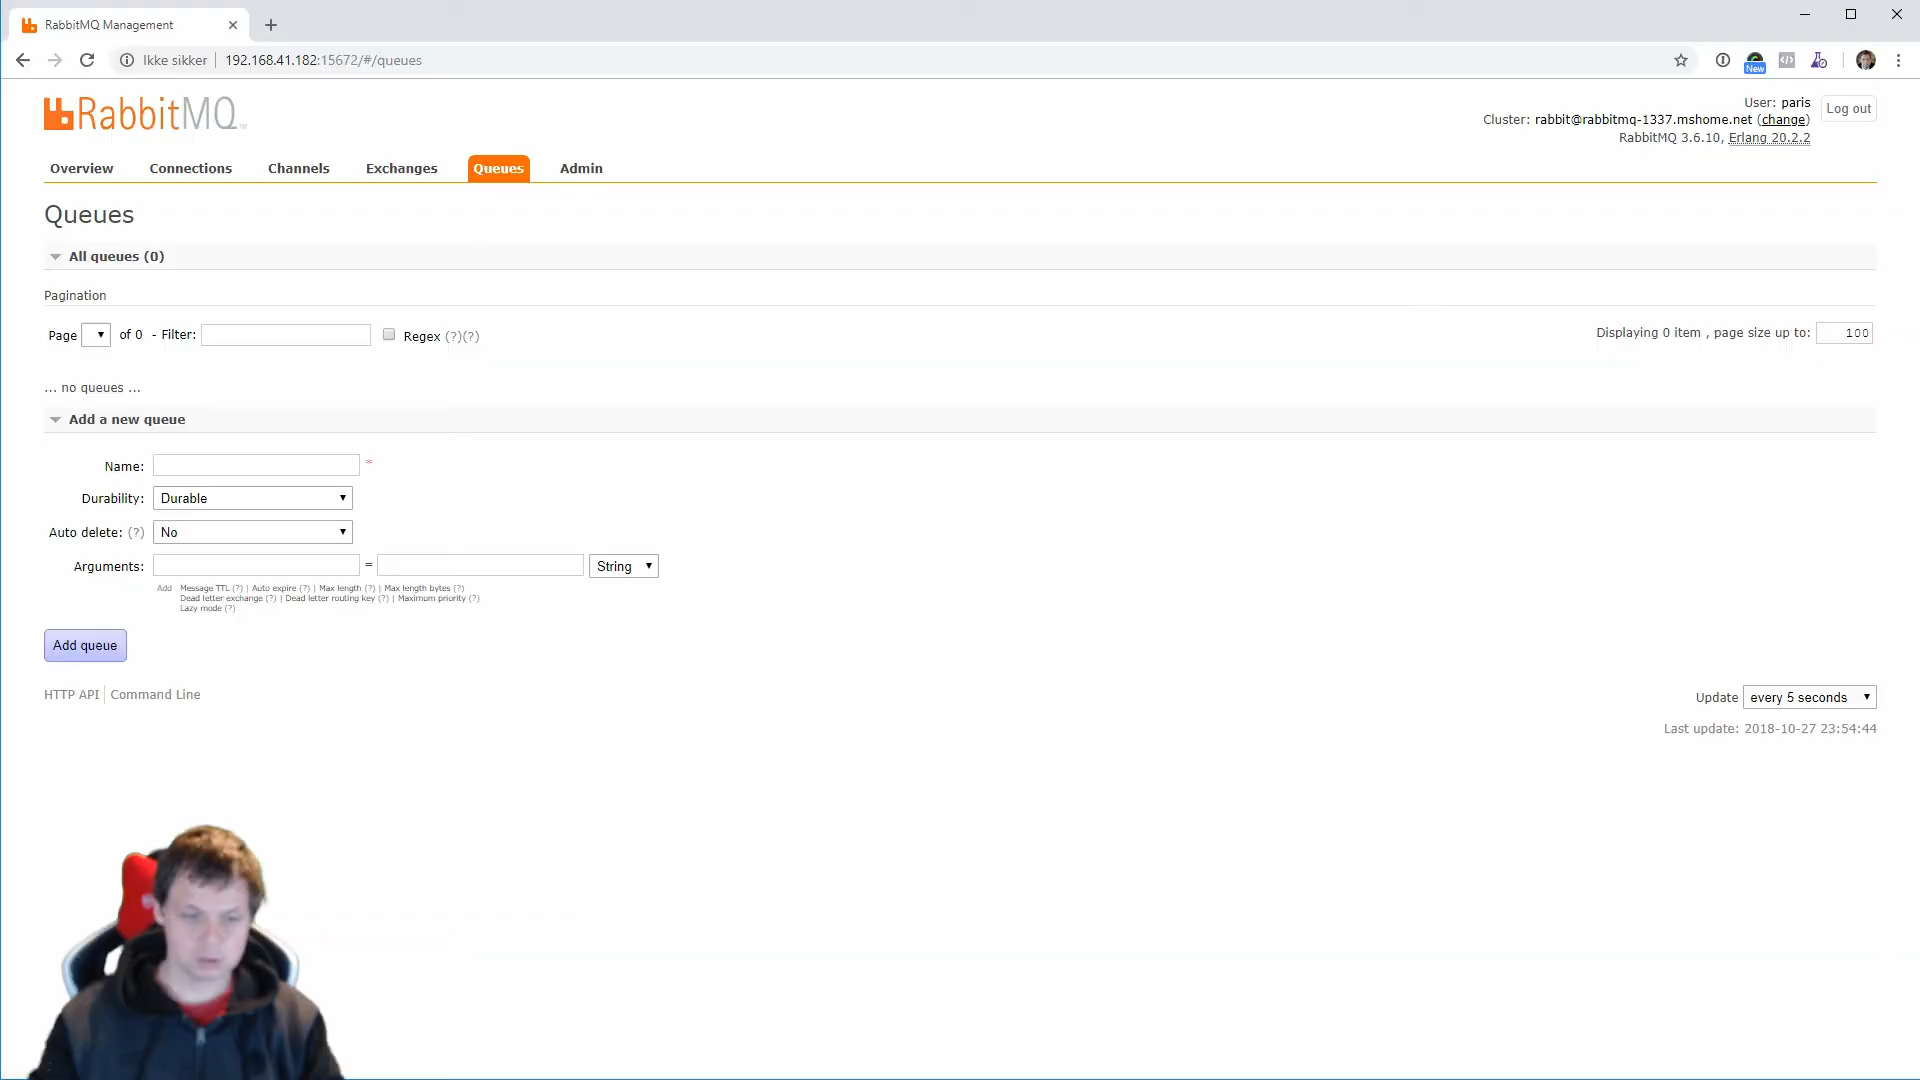 RabbitMQ Management
Ikke sikker
192.168.41.182:15672/#/queues
New
RabbitMQ
User: paris
Log out
Cluster: rabbit@rabbitmq-1337.mshome.net (change)
RabbitMQ 3.6.10, Erlang 20.2.2
Overview Connections Channels Exchanges Queues Admin
Queues
All queues (0)
Pagination
Page of 0 - Filter: Regex (?)(?)
Displaying 0 item , page size up to: 100
... no queues ...
Add a new queue
Name: *
Durability: Durable
Auto delete: (?) No
Arguments: = String
Add Message TTL (?) | Auto expire (?) | Max length (?) | Max length bytes (?)
Dead letter exchange (?) | Dead letter routing key (?) | Maximum priority (?)
Lazy mode (?)
Add queue
HTTP API Command Line
Update every 5 seconds
Last update: 2018-10-27 23:54:44